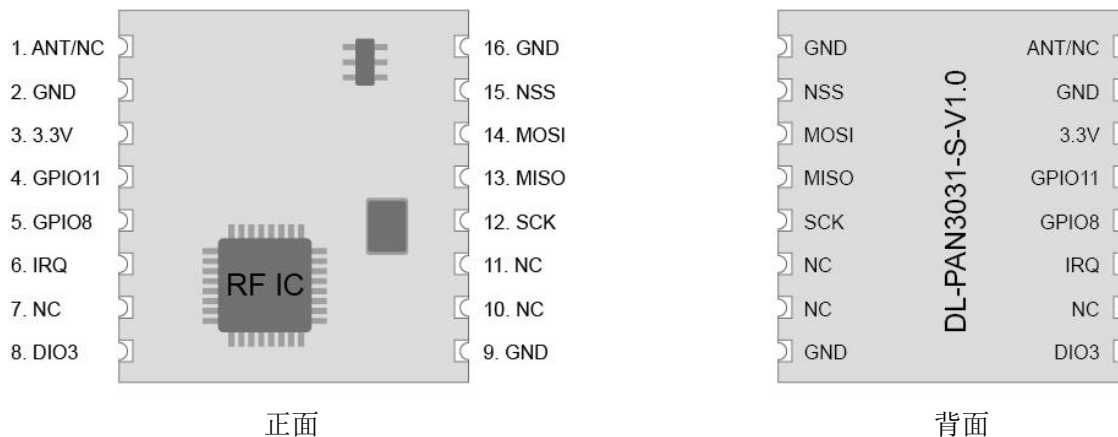 1. ANT/NC
2. GND
3. 3.3V
4. GPIO11
5. GPIO8
6. IRQ
7. NC
8. DIO3
RF IC
16. GND
15. NSS
14. MOSI
13. MISO
12. SCK
11. NC
10. NC
9. GND
正面
GND
NSS
MOSI
MISO
SCK
NC
NC
GND
DL-PAN3031-S-V1.0
ANT/NC
GND
3.3V
GPIO11
GPIO8
IRQ
NC
DIO3
背面